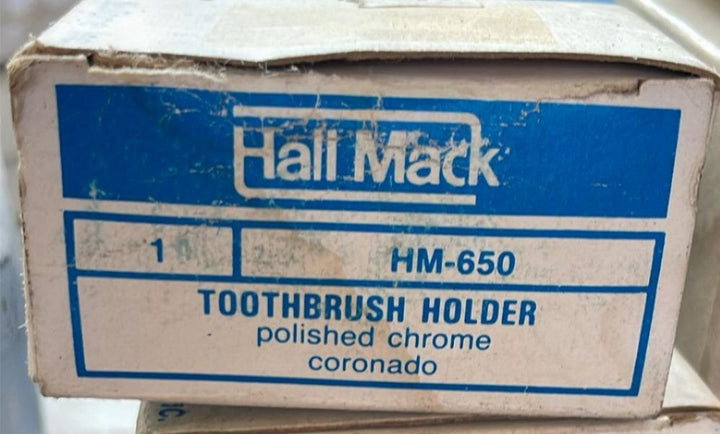 Hall Mack
1 HM-650
TOOTHBRUSH HOLDER
polished chrome
coronado
C.